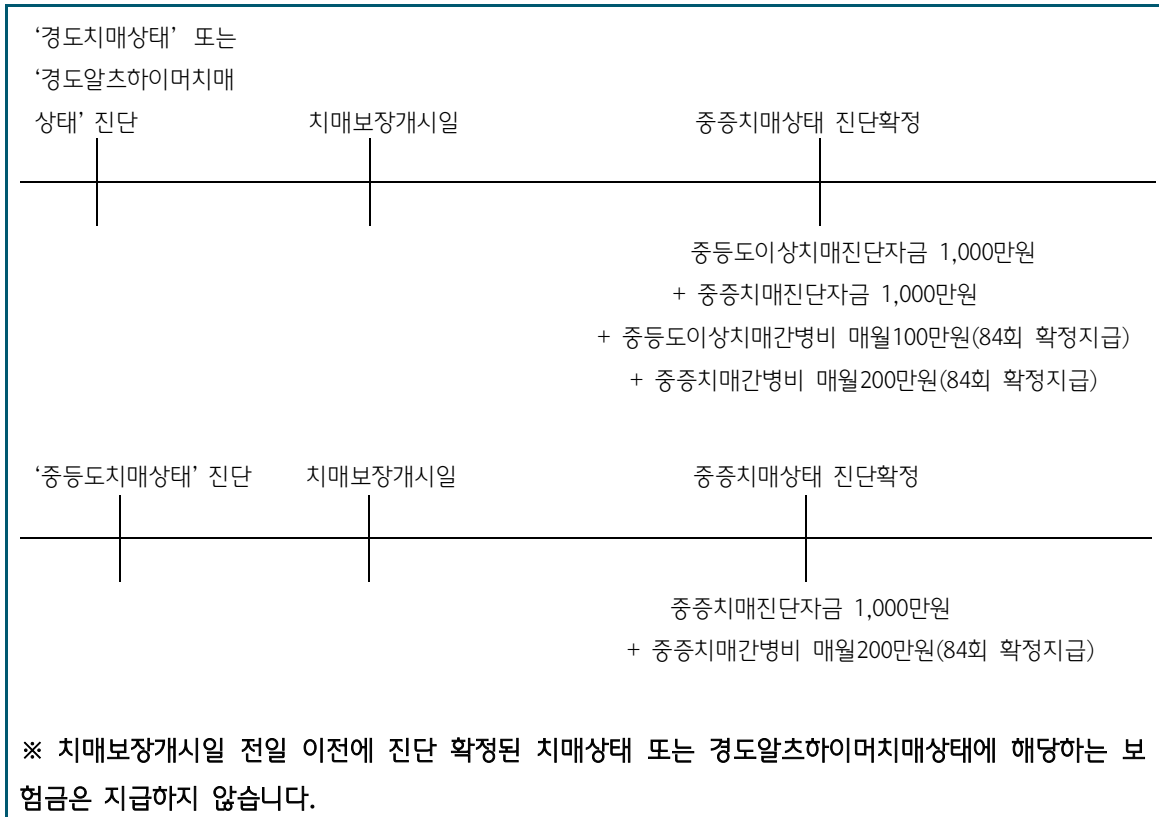 ‘경도치매상태’ 또는
‘경도알츠하이머치매
상태’ 진단 치매보장개시일 중증치매상태 진단확정
중등도이상치매진단자금 1,000만원
+ 중증치매진단자금 1,000만원
+ 중등도이상치매간병비 매월100만원(84회 확정지급)
+ 중증치매간병비 매월200만원(84회 확정지급)
‘중등도치매상태’ 진단 치매보장개시일 중증치매상태 진단확정
중증치매진단자금 1,000만원
+ 중증치매간병비 매월200만원(84회 확정지급)
※ 치매보장개시일 전일 이전에 진단 확정된 치매상태 또는 경도알츠하이머치매상태에 해당하는 보
험금은 지급하지 않습니다.